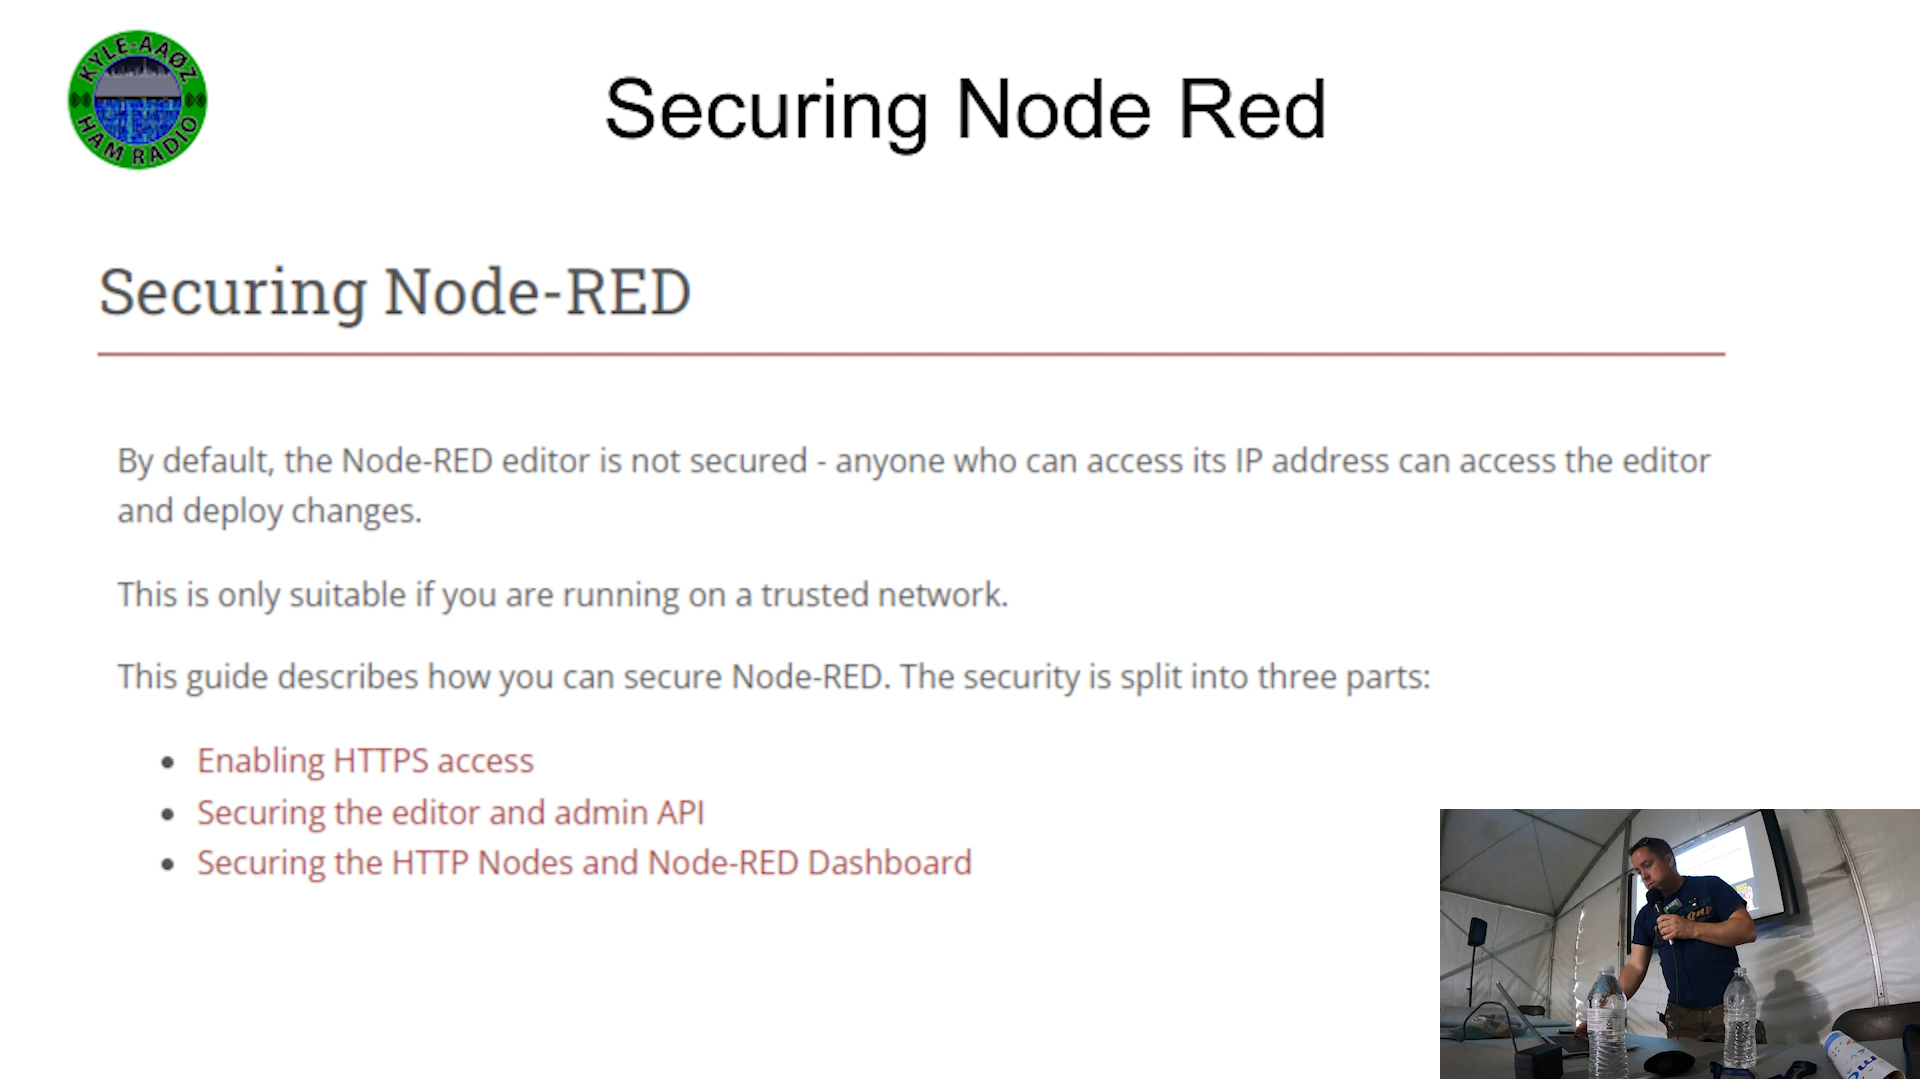 KYLE-AAØZ
HAM RADIO
Securing Node Red
Securing Node-RED
By default, the Node-RED editor is not secured - anyone who can access its IP address can access the editor
and deploy changes.
This is only suitable if you are running on a trusted network.
This guide describes how you can secure Node-RED. The security is split into three parts:
Enabling HTTPS access
Securing the editor and admin API
Securing the HTTP Nodes and Node-RED Dashboard